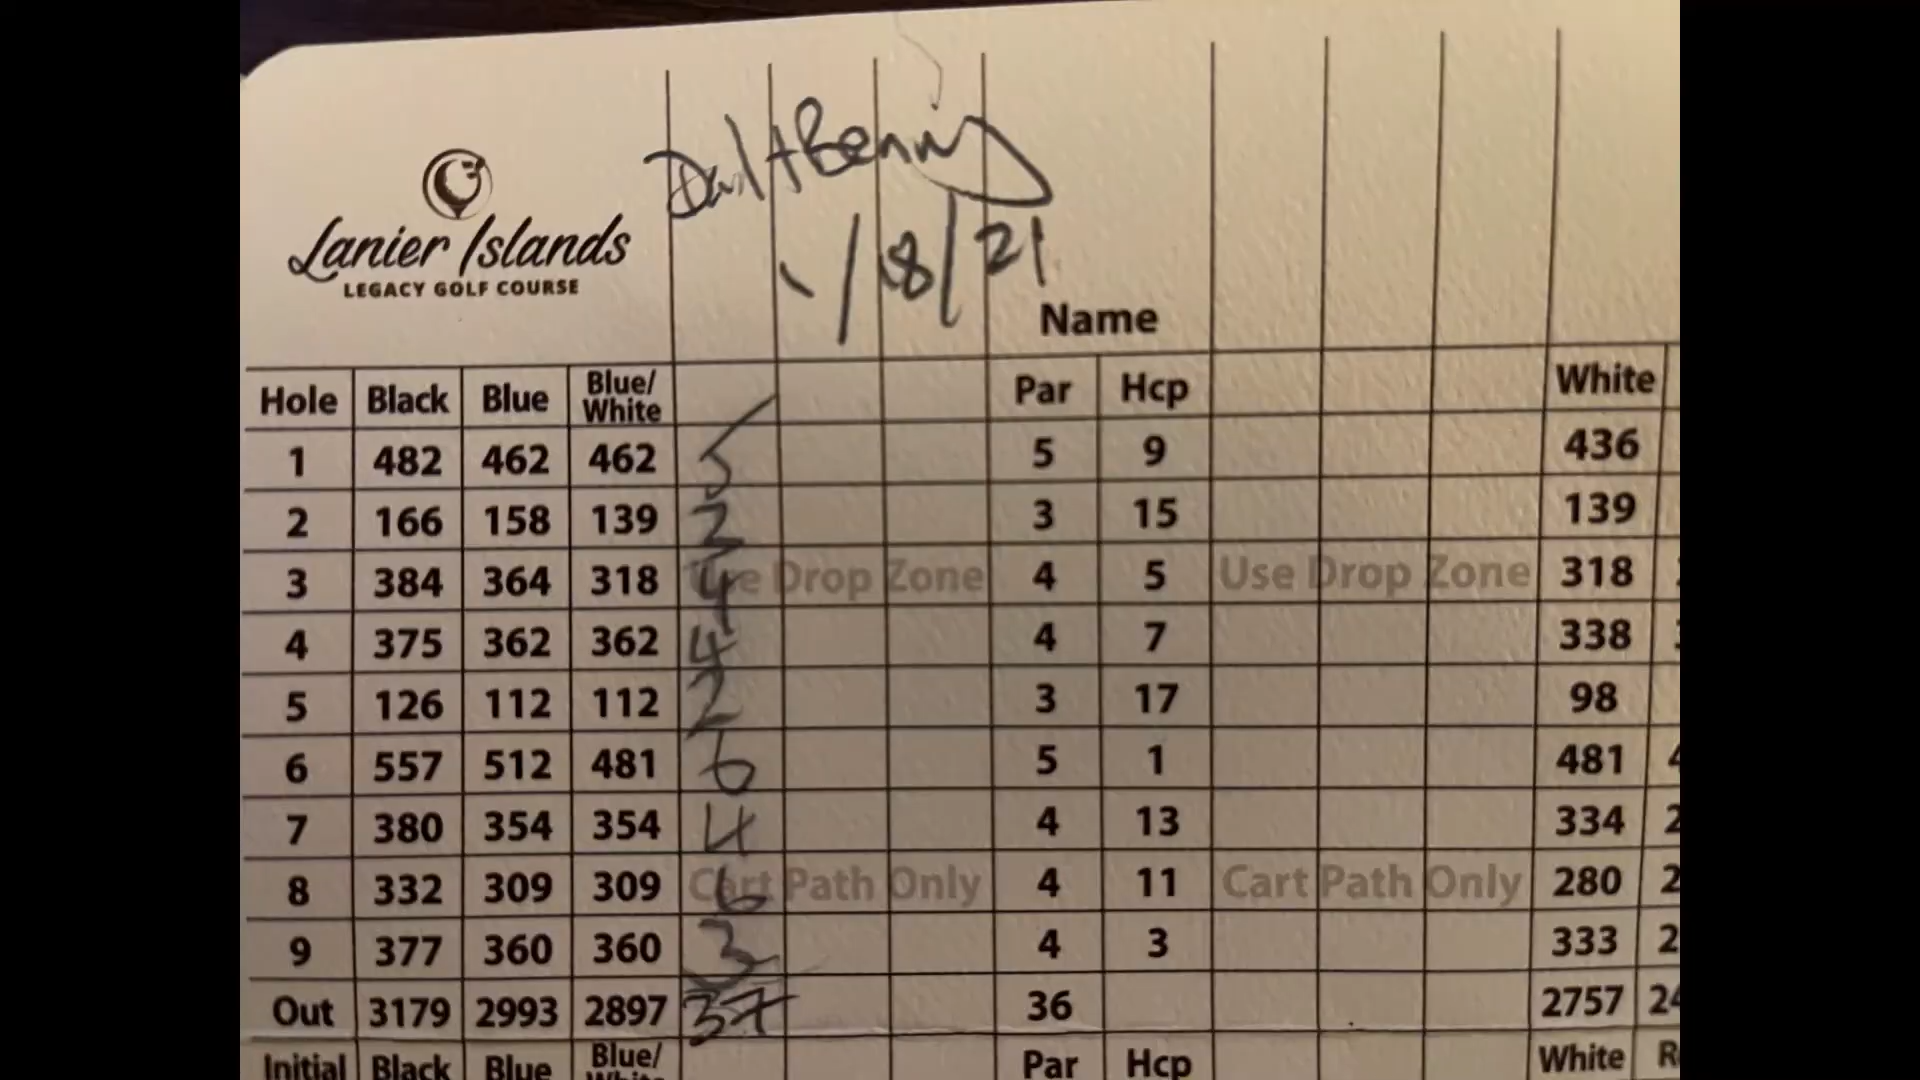 Dad + Benny
1/18/21
Lanier Islands
LEGACY GOLF COURSE
Name
Hole Black Blue Blue/ White Par Hcp White
1 482 462 462 5 5 9 436
2 166 158 139 3 3 15 139
3 384 364 318 4 Use Drop Zone 4 5 Use Drop Zone 318
4 375 362 362 4 4 7 338
5 126 112 112 2 3 17 98
6 557 512 481 6 5 1 481
7 380 354 354 4 4 13 334
8 332 309 309 6 Cart Path Only 4 11 Cart Path Only 280
9 377 360 360 3 4 3 333
Out 3179 2993 2897 37 36 2757
Initial Black Blue Blue/ White Par Hcp White